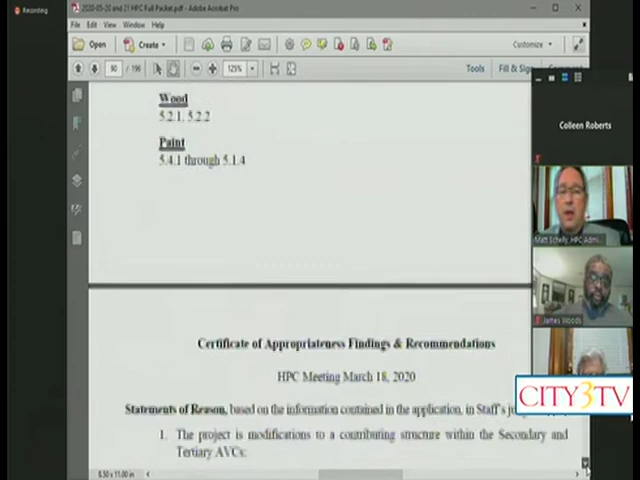 Recording
2020-05-20 and 21 HPC Full Packet.pdf - Adobe Acrobat Pro
File Edit View Window Help
Open
Create
Customize
90 / 196
125%
Tools
Fill & Sign
Comment
Wood
5.2.1, 5.2.2
Paint
5.4.1 through 5.1.4
Colleen Roberts
Matt Schelly, HPC Admi...
James Woods
Certificate of Appropriateness Findings & Recommendations
HPC Meeting March 18, 2020
CITY3TV
Statements of Reason, based on the information contained in the application, in Staff's
1. The project is modifications to a contributing structure within the Secondary and
Tertiary AVCs.
8.50 x 11.00 in